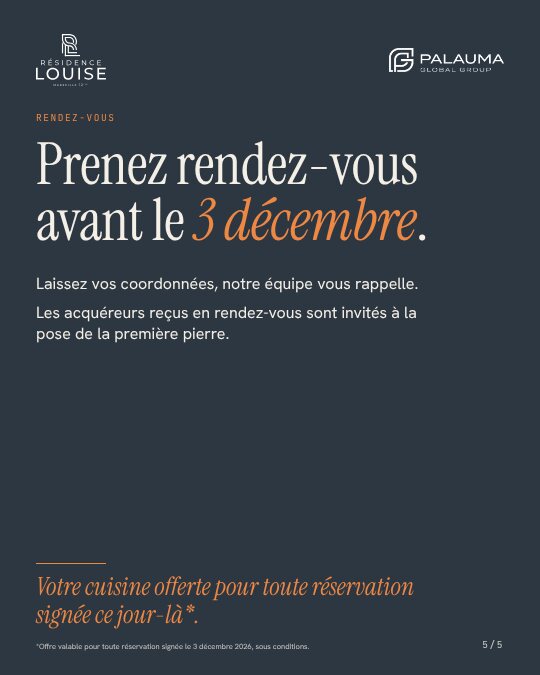 RÉSIDENCE
LOUISE
PALAUMA
GLOBAL GROUP
RENDEZ-VOUS
Prenez rendez-vous
avant le 3 décembre.
Laissez vos coordonnées, notre équipe vous rappelle.
Les acquéreurs reçus en rendez-vous sont invités à la
pose de la première pierre.
Votre cuisine offerte pour toute réservation
signée ce jour-là*.
*Offre valable pour toute réservation signée le 3 décembre 2026, sous conditions.
5 / 5